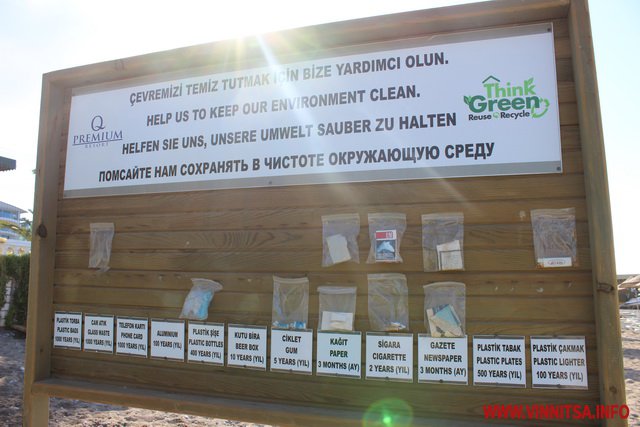 ÇEVREMİZİ TEMİZ TUTMAK İÇİN BİZE YARDIMCI OLUN.
HELP US TO KEEP OUR ENVIRONMENT CLEAN.
HELFEN SIE UNS, UNSERE UMWELT SAUBER ZU HALTEN
ПОМСАЙТЕ НАМ СОХРАНЯТЬ В ЧИСТОТЕ ОКРУЖАЮЩУЮ СРЕДУ
Q
PREMIUM
RESORT
Think
Green
Reuse Recycle
PLASTİK TORBA
PLASTIC BAGS
1000 YEARS (YIL)
CAN ATIK
CLASS WASTE
1000 YEARS (YIL)
TELEFON KARTI
PHONE CARD
1000 YEARS (YIL)
ALUMINIUM
100 YEARS (YIL)
PLASTİK ŞİŞE
PLASTIC BOTTLES
400 YEARS (YIL)
KUTU BİRA
BEER BOX
10 YEARS (YIL)
CİKLET
GUM
5 YEARS (YIL)
KAĞIT
PAPER
3 MONTHS (AY)
SİGARA
CIGARETTE
2 YEARS (YIL)
GAZETE
NEWSPAPER
3 MONTHS (AY)
PLASTİK TABAK
PLASTIC PLATES
500 YEARS (YIL)
PLASTİK ÇAKMAK
PLASTIC LIGHTER
100 YEARS (YIL)
WWW.VINNITSA.INFO